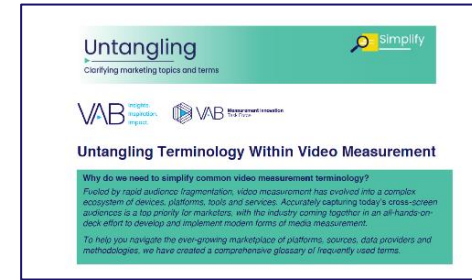 Untangling
Clarifying marketing topics and terms
Simplify
VAB Insights. Inspiration. Impact.
VAB Measurement Innovation Task Force
Untangling Terminology Within Video Measurement
Why do we need to simplify common video measurement terminology?
Fueled by rapid audience fragmentation, video measurement has evolved into a complex
ecosystem of devices, platforms, tools and services. Accurately capturing today's cross-screen
audiences is a top priority for marketers, with the industry coming together in an all-hands-on-
deck effort to develop and implement modern forms of media measurement.
To help you navigate the ever-growing marketplace of platforms, sources, data providers and
methodologies, we have created a comprehensive glossary of frequently used terms.